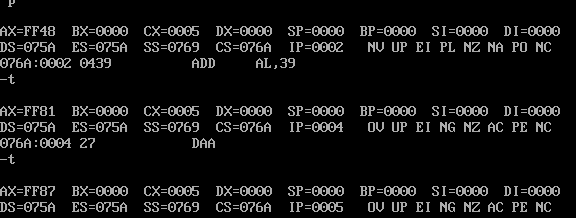 -p
AX=FF48  BX=0000  CX=0005  DX=0000  SP=0000  BP=0000  SI=0000  DI=0000
DS=075A  ES=075A  SS=0769  CS=076A  IP=0002   NV UP EI PL NZ NA PO NC
076A:0002 0439          ADD     AL,39
-t
AX=FF81  BX=0000  CX=0005  DX=0000  SP=0000  BP=0000  SI=0000  DI=0000
DS=075A  ES=075A  SS=0769  CS=076A  IP=0004   OV UP EI NG NZ AC PE NC
076A:0004 27            DAA
-t
AX=FF87  BX=0000  CX=0005  DX=0000  SP=0000  BP=0000  SI=0000  DI=0000
DS=075A  ES=075A  SS=0769  CS=076A  IP=0005   OV UP EI NG NZ AC PE NC